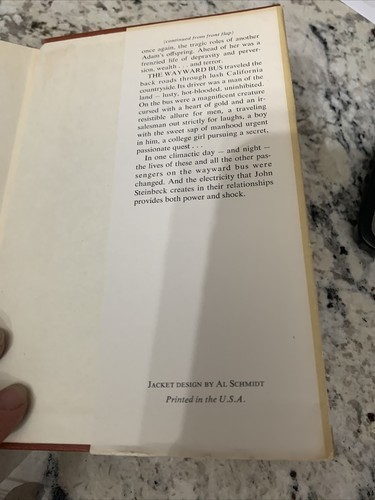 (continued from front flap)
once again, the tragic roles of another
Adam's offspring. Ahead of her was a
frenzied life of depravity and perver-
sion, wealth . . . and terror.
THE WAYWARD BUS traveled the
back roads through lush California
countryside. Its driver was a man of the
land — lusty, hot-blooded, uninhibited.
On the bus were a magnificent creature
cursed with a heart of gold and an ir-
resistible allure for men, a traveling
salesman out strictly for laughs, a boy
with the sweet sap of manhood urgent
in him, a college girl pursuing a secret,
passionate quest . . .
In one climactic day — and night —
the lives of these and all the other pas-
sengers on the wayward bus were
changed. And the electricity that John
Steinbeck creates in their relationships
provides both power and shock.
JACKET DESIGN BY AL SCHMIDT
Printed in the U.S.A.